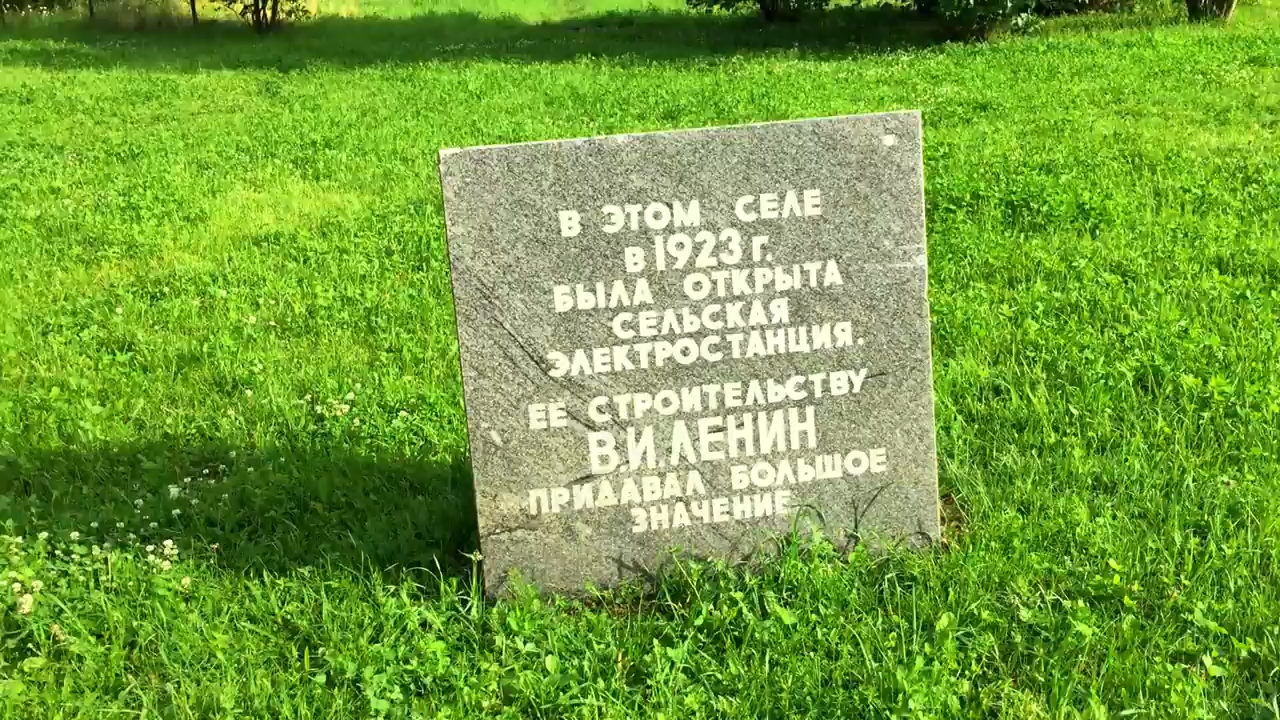 В ЭТОМ СЕЛЕ
В 1923 Г.
БЫЛА ОТКРЫТА
СЕЛЬСКАЯ
ЭЛЕКТРОСТАНЦИЯ.
ЕЕ СТРОИТЕЛЬСТВУ
В.И.ЛЕНИН
ПРИДАВАЛ БОЛЬШОЕ
ЗНАЧЕНИЕ